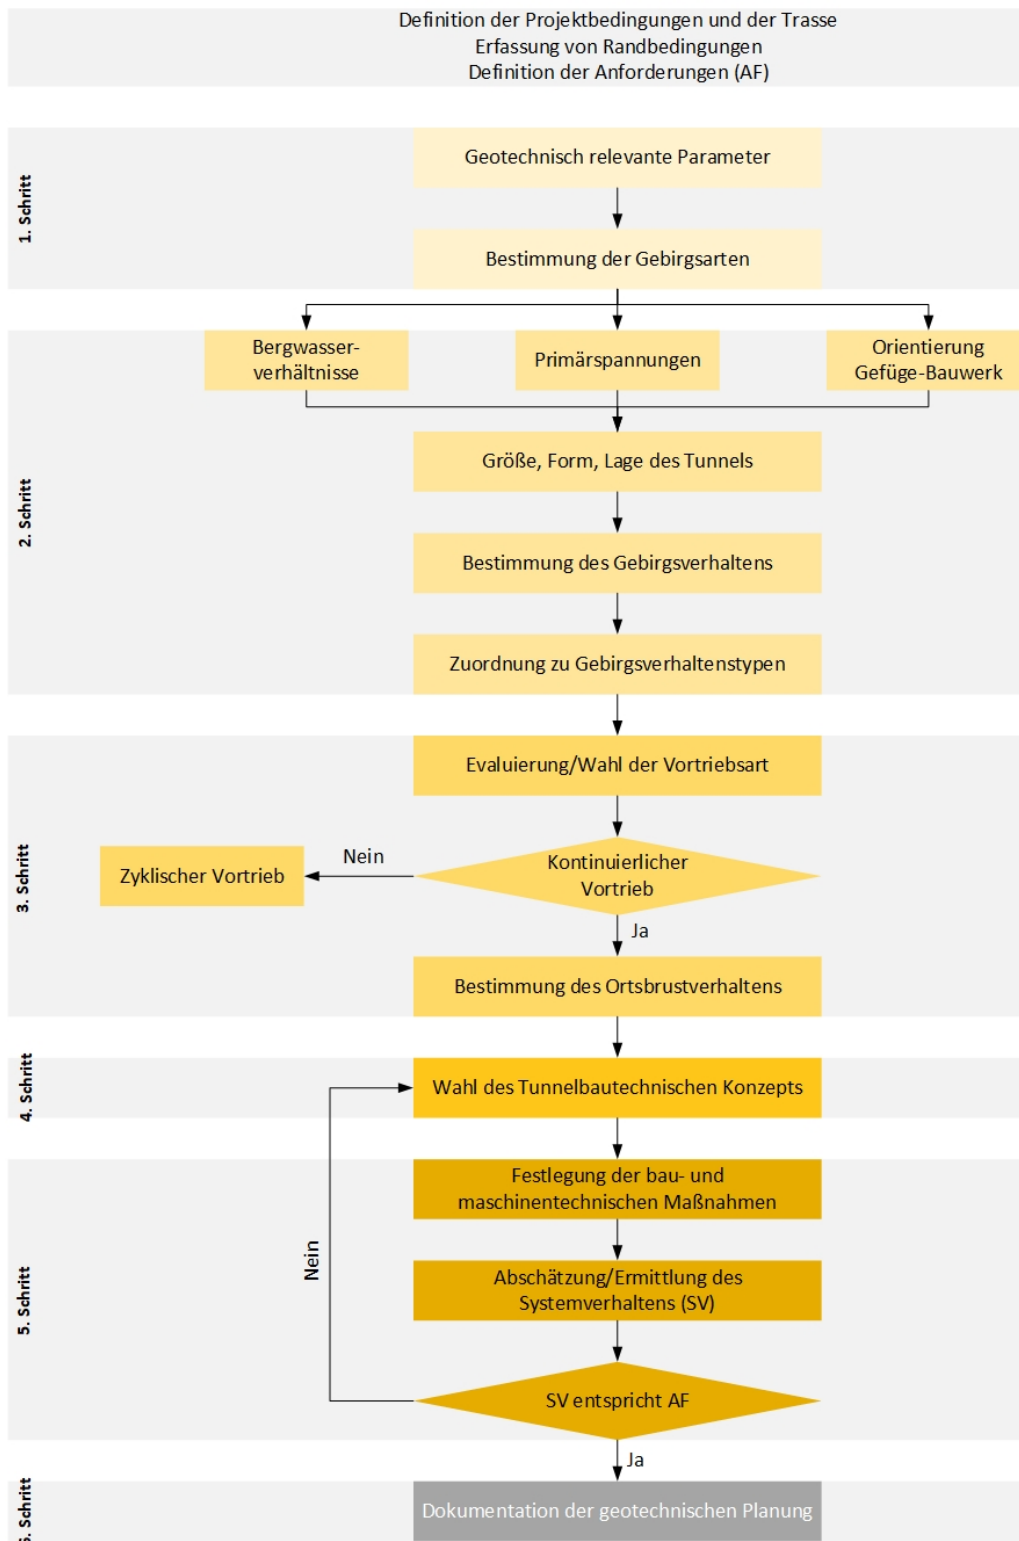 Definition der Projektbedingungen und der Trasse
Erfassung von Randbedingungen
Definition der Anforderungen (AF)
1. Schritt
Geotechnisch relevante Parameter
Bestimmung der Gebirgsarten
2. Schritt
Bergwasser-
verhältnisse
Primärspannungen
Orientierung
Gefüge-Bauwerk
Größe, Form, Lage des Tunnels
Bestimmung des Gebirgsverhaltens
Zuordnung zu Gebirgsverhaltenstypen
3. Schritt
Evaluierung/Wahl der Vortriebsart
Kontinuierlicher
Vortrieb
Nein
Zyklischer Vortrieb
Ja
Bestimmung des Ortsbrustverhaltens
4. Schritt
Wahl des Tunnelbautechnischen Konzepts
5. Schritt
Festlegung der bau- und
maschinentechnischen Maßnahmen
Abschätzung/Ermittlung des
Systemverhaltens (SV)
Nein
SV entspricht AF
Ja
6. Schritt
Dokumentation der geotechnischen Planung